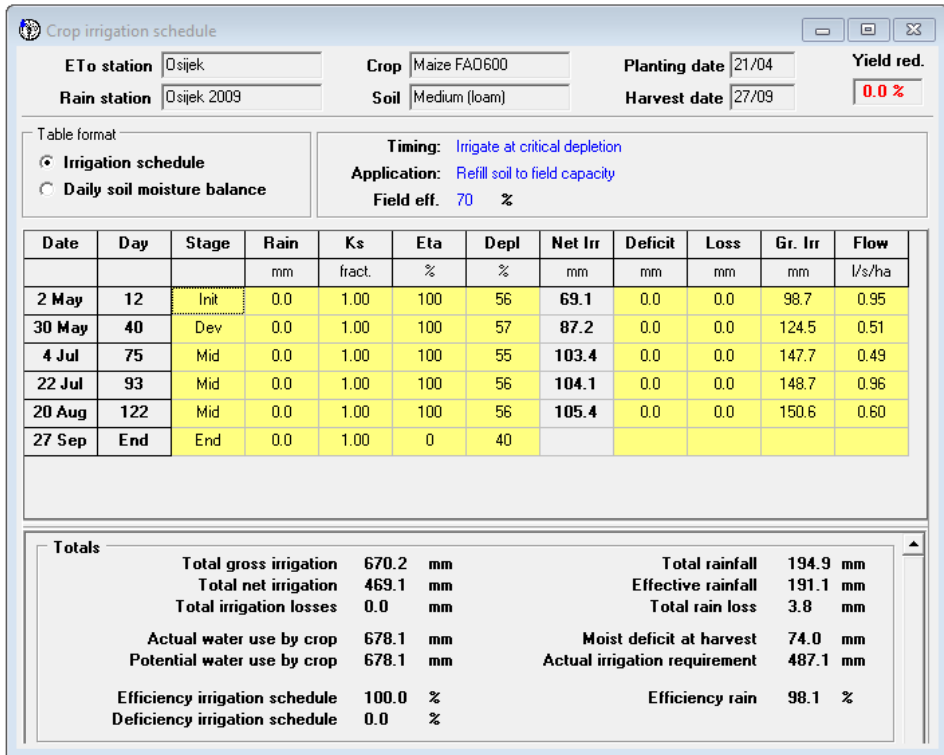 Crop irrigation schedule
ETo station Osijek Crop Maize FAO600 Planting date 21/04 Yield red.
Rain station Osijek 2009 Soil Medium (loam) Harvest date 27/09 0.0 %
Table format
Irrigation schedule
Daily soil moisture balance
Timing: Irrigate at critical depletion
Application: Refill soil to field capacity
Field eff. 70 %
Date Day Stage Rain Ks Eta Depl Net Irr Deficit Loss Gr. Irr Flow
mm fract. % % mm mm mm mm l/s/ha
2 May 12 Init 0.0 1.00 100 56 69.1 0.0 0.0 98.7 0.95
30 May 40 Dev 0.0 1.00 100 57 87.2 0.0 0.0 124.5 0.51
4 Jul 75 Mid 0.0 1.00 100 55 103.4 0.0 0.0 147.7 0.49
22 Jul 93 Mid 0.0 1.00 100 56 104.1 0.0 0.0 148.7 0.96
20 Aug 122 Mid 0.0 1.00 100 56 105.4 0.0 0.0 150.6 0.60
27 Sep End End 0.0 1.00 0 40
Totals
Total gross irrigation 670.2 mm Total rainfall 194.9 mm
Total net irrigation 469.1 mm Effective rainfall 191.1 mm
Total irrigation losses 0.0 mm Total rain loss 3.8 mm
Actual water use by crop 678.1 mm Moist deficit at harvest 74.0 mm
Potential water use by crop 678.1 mm Actual irrigation requirement 487.1 mm
Efficiency irrigation schedule 100.0 % Efficiency rain 98.1 %
Deficiency irrigation schedule 0.0 %